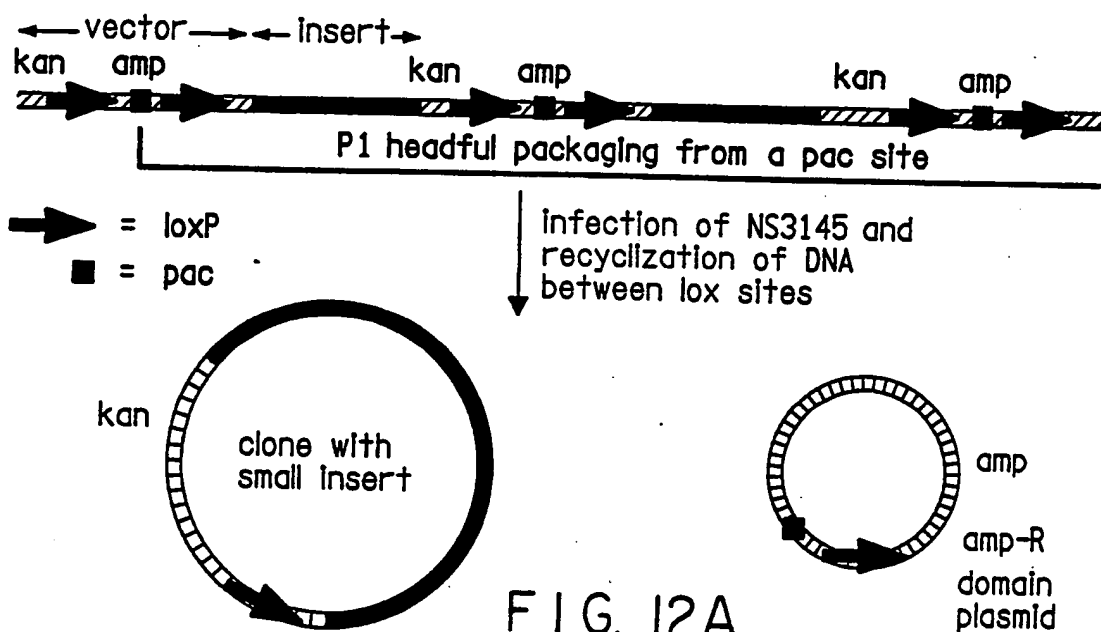 vector insert
kan amp kan amp kan amp
P1 headful packaging from a pac site
= loxP
= pac
infection of NS3145 and
recyclization of DNA
between lox sites
kan
clone with
small insert
amp
amp-R
domain
plasmid
FIG. 12A